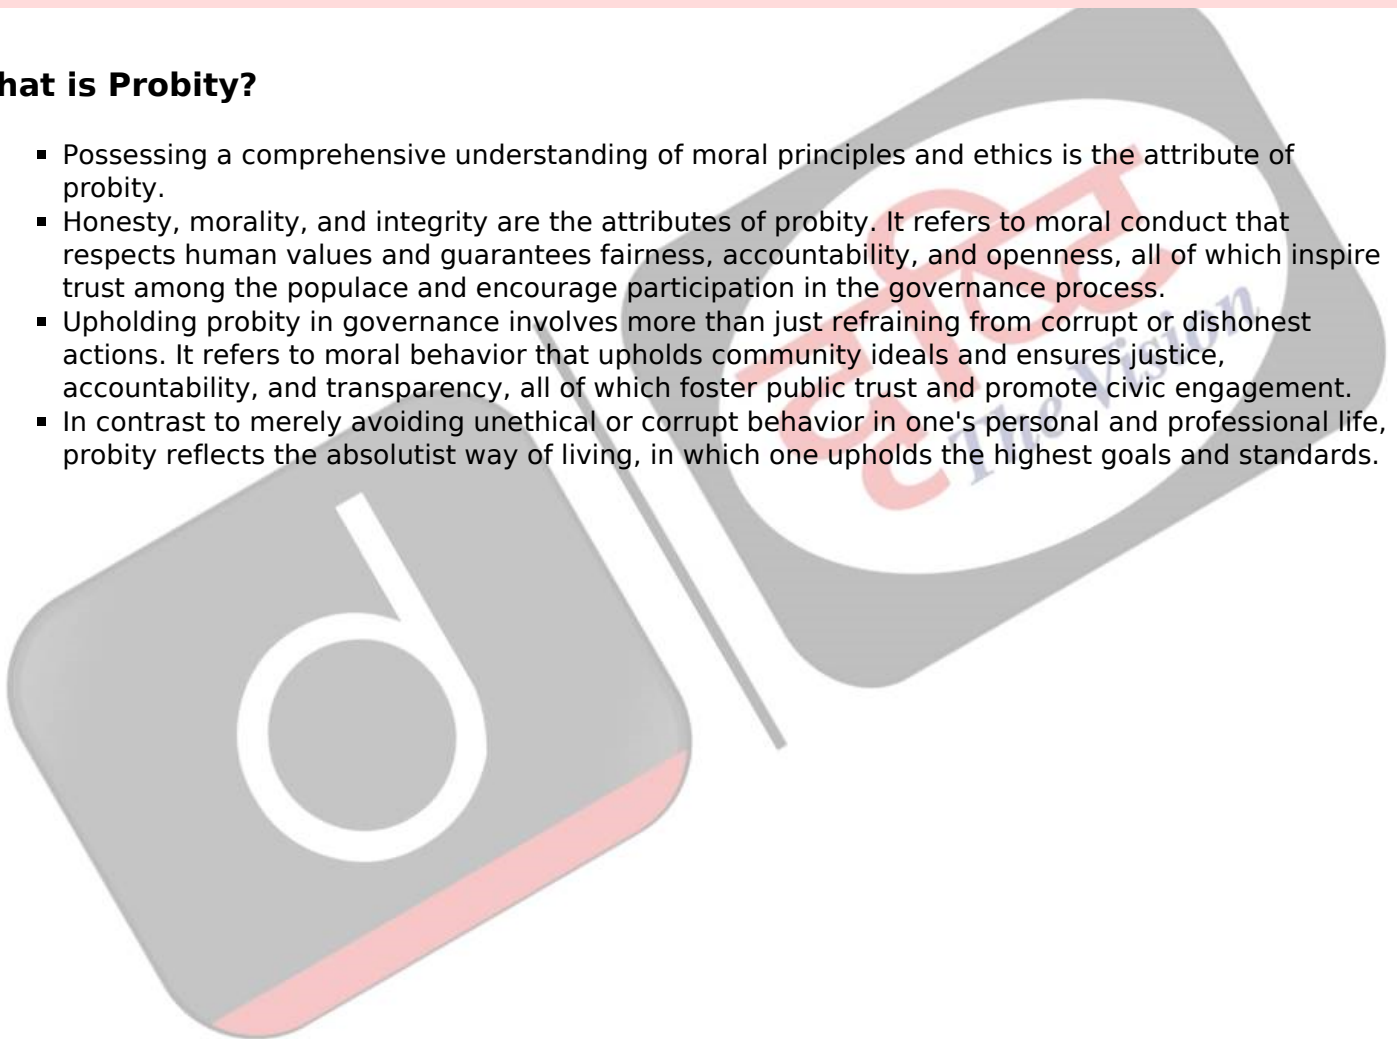 hat is Probity?
▪ Possessing a comprehensive understanding of moral principles and ethics is the attribute of
probity.
▪ Honesty, morality, and integrity are the attributes of probity. It refers to moral conduct that
respects human values and guarantees fairness, accountability, and openness, all of which inspire
trust among the populace and encourage participation in the governance process.
▪ Upholding probity in governance involves more than just refraining from corrupt or dishonest
actions. It refers to moral behavior that upholds community ideals and ensures justice,
accountability, and transparency, all of which foster public trust and promote civic engagement.
▪ In contrast to merely avoiding unethical or corrupt behavior in one's personal and professional life,
probity reflects the absolutist way of living, in which one upholds the highest goals and standards.
दृष्टि
The Vision
d